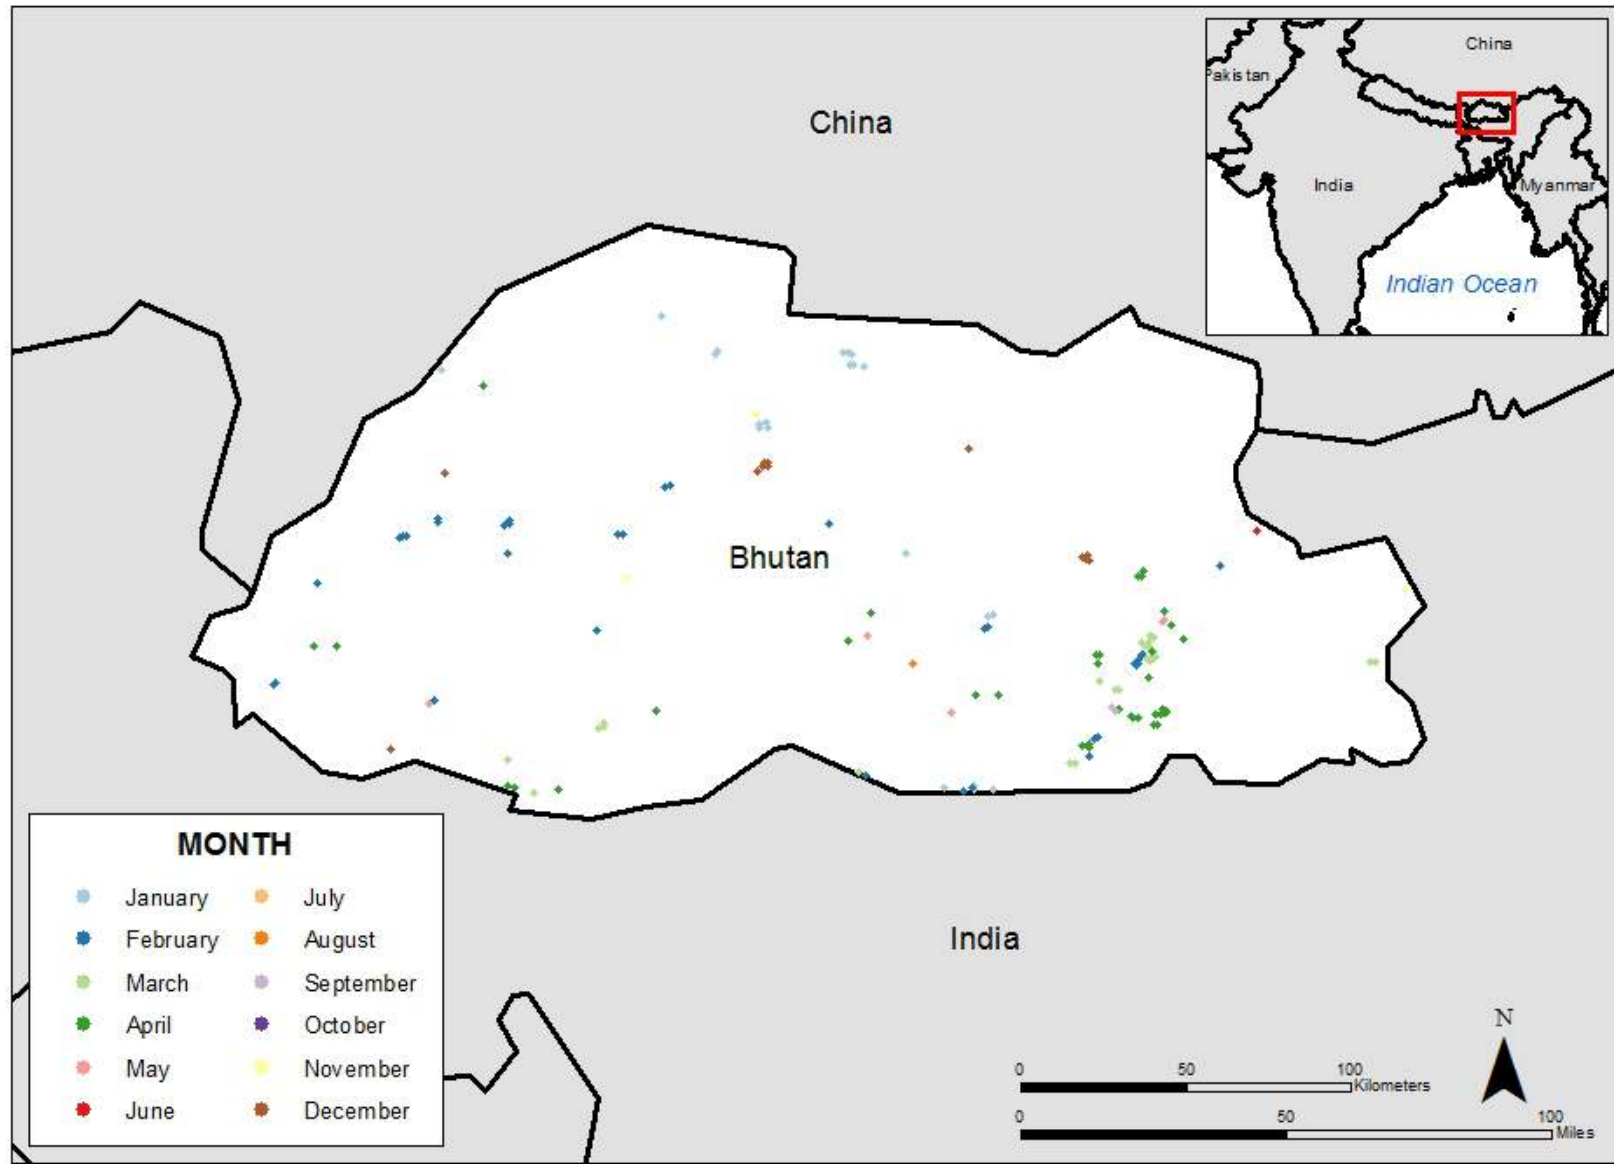 China
China
Pakistan
India
Myanmar
Indian Ocean
Bhutan
MONTH
January July
February August
March September
April October
May November
June December
India
N
0 50 100
Kilometers
0 50 100
Miles